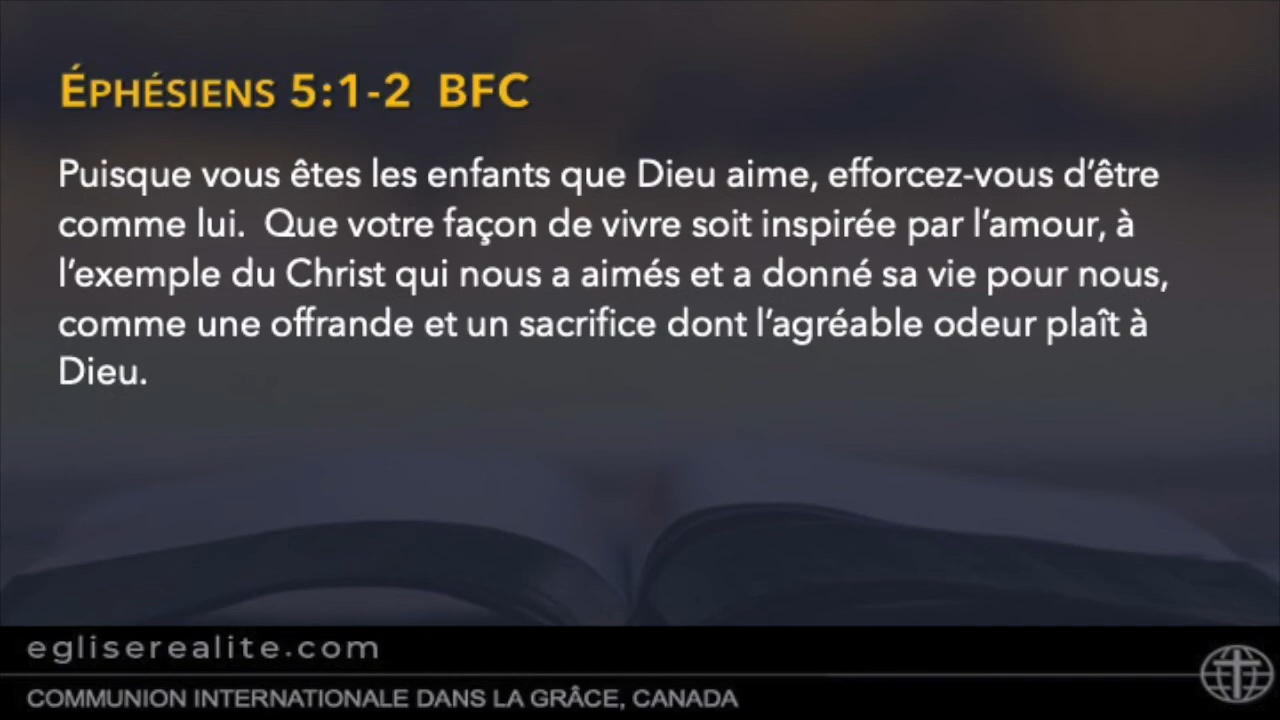 ÉPHÉSIENS 5:1-2 BFC
Puisque vous êtes les enfants que Dieu aime, efforcez-vous d’être
comme lui. Que votre façon de vivre soit inspirée par l’amour, à
l’exemple du Christ qui nous a aimés et a donné sa vie pour nous,
comme une offrande et un sacrifice dont l’agréable odeur plaît à
Dieu.
egliserealite.com
COMMUNION INTERNATIONALE DANS LA GRÂCE, CANADA